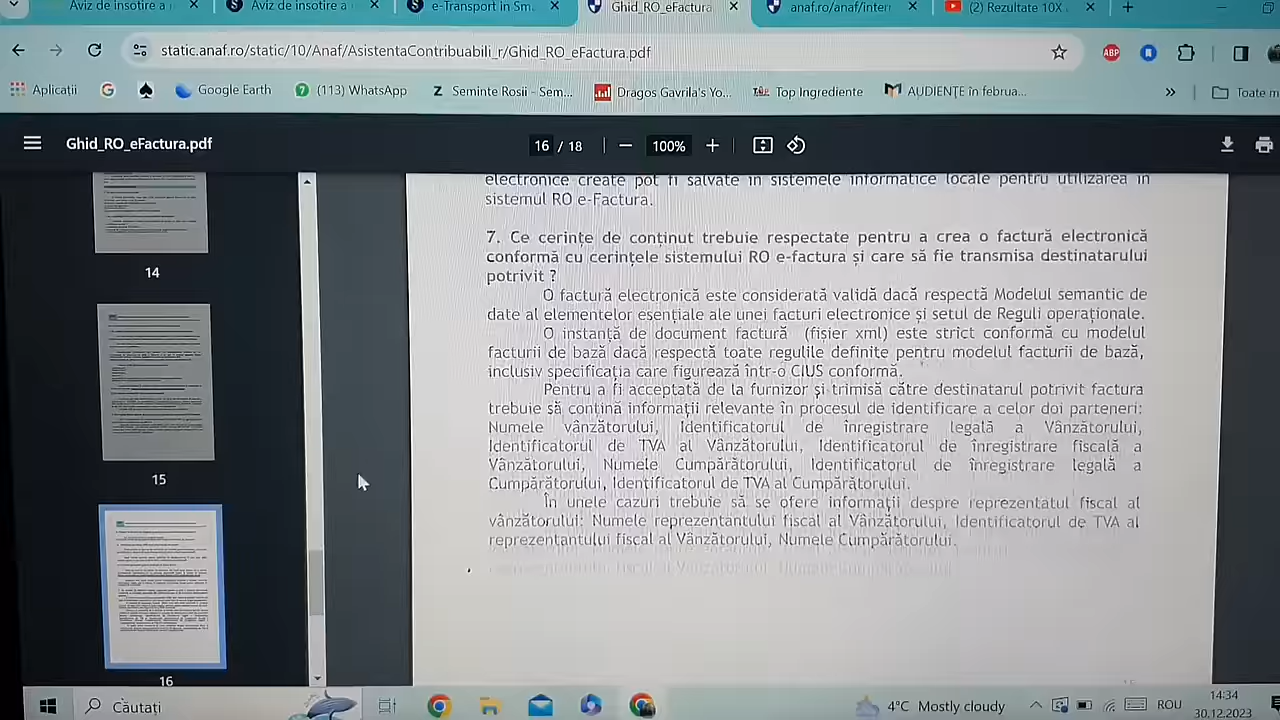 Aviz de insotire a
Aviz de insotire a
e-Transport in Sm
Ghid_RO_eFactura
anaf.ro/anaf/inter
(2) Rezultate 10X
static.anaf.ro/static/10/Anaf/AsistentaContribuabili_r/Ghid_RO_eFactura.pdf
ABP
Aplicatii
Google Earth
(113) WhatsApp
Seminte Rosii - Sem...
Dragos Gavrila's Yo...
Top Ingrediente
AUDIENŢE în februa...
Toate m
Ghid_RO_eFactura.pdf
16 / 18
100%
14
15
16
electronice create pot fi salvate în sistemele informatice locale pentru utilizarea în
sistemul RO e-Factura.
7. Ce cerințe de conținut trebuie respectate pentru a crea o factură electronică
conformă cu cerințele sistemului RO e-factura și care să fie transmisa destinatarului
potrivit ?
O factură electronică este considerată validă dacă respectă Modelul semantic de
date al elementelor esențiale ale unei facturi electronice și setul de Reguli operaționale.
O instanță de document factură (fișier xml) este strict conformă cu modelul
facturii de bază dacă respectă toate regulile definite pentru modelul facturii de bază,
inclusiv specificația care figurează într-o CIUS conformă.
Pentru a fi acceptată de la furnizor și trimisă către destinatarul potrivit factura
trebuie să conțină informații relevante în procesul de identificare a celor doi parteneri:
Numele vânzătorului, Identificatorul de înregistrare legală a Vânzătorului,
Identificatorul de TVA al Vânzătorului, Identificatorul de înregistrare fiscală a
Vânzătorului, Numele Cumpărătorului, Identificatorul de înregistrare legală a
Cumpărătorului, Identificatorul de TVA al Cumpărătorului.
În unele cazuri trebuie să se ofere informații despre reprezentatul fiscal al
vânzătorului: Numele reprezentantului fiscal al Vânzătorului, Identificatorul de TVA al
reprezentantului fiscal al Vânzătorului, Numele Cumpărătorului.
Căutați
4°C Mostly cloudy
ROU
14:34
30.12.2023